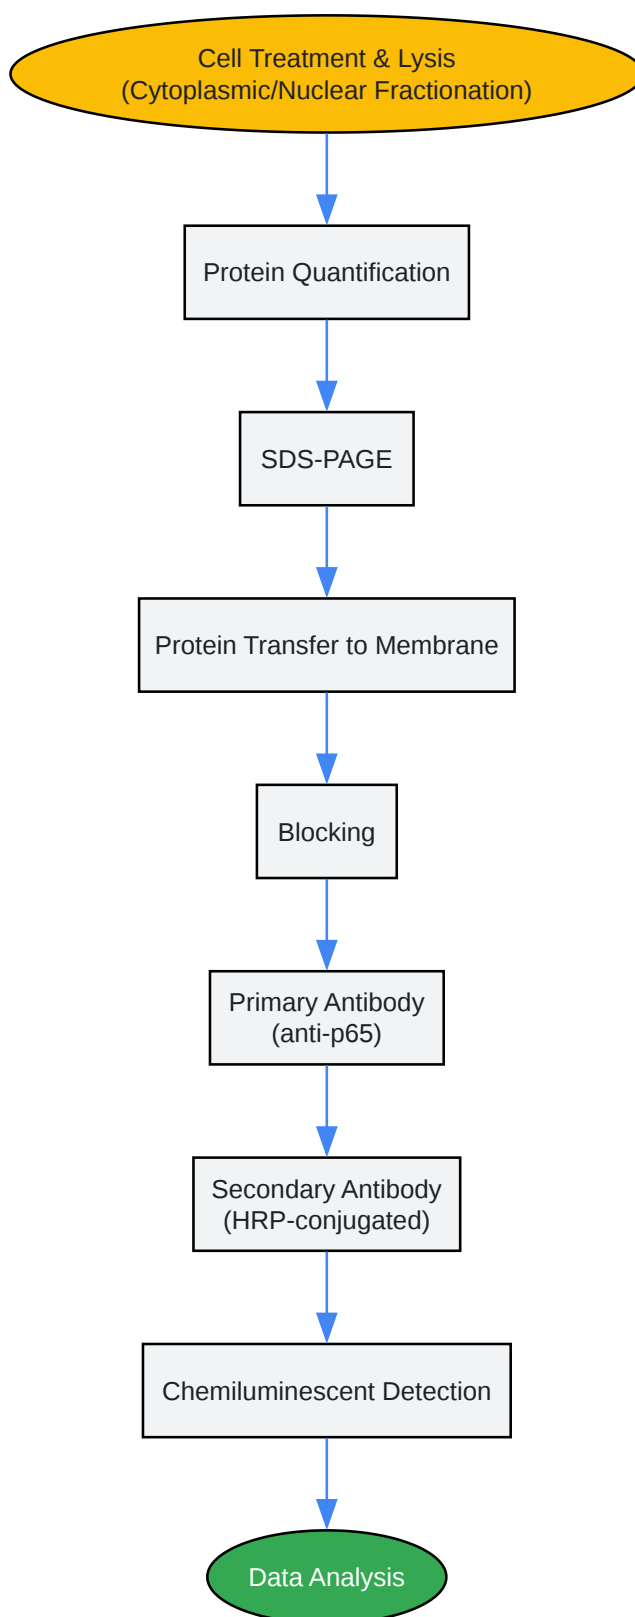 Cell Treatment & Lysis
(Cytoplasmic/Nuclear Fractionation)
Protein Quantification
SDS-PAGE
Protein Transfer to Membrane
Blocking
Primary Antibody
(anti-p65)
Secondary Antibody
(HRP-conjugated)
Chemiluminescent Detection
Data Analysis